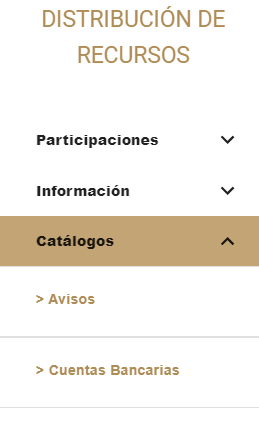 DISTRIBUCIÓN DE
RECURSOS
Participaciones
Información
Catálogos
> Avisos
> Cuentas Bancarias